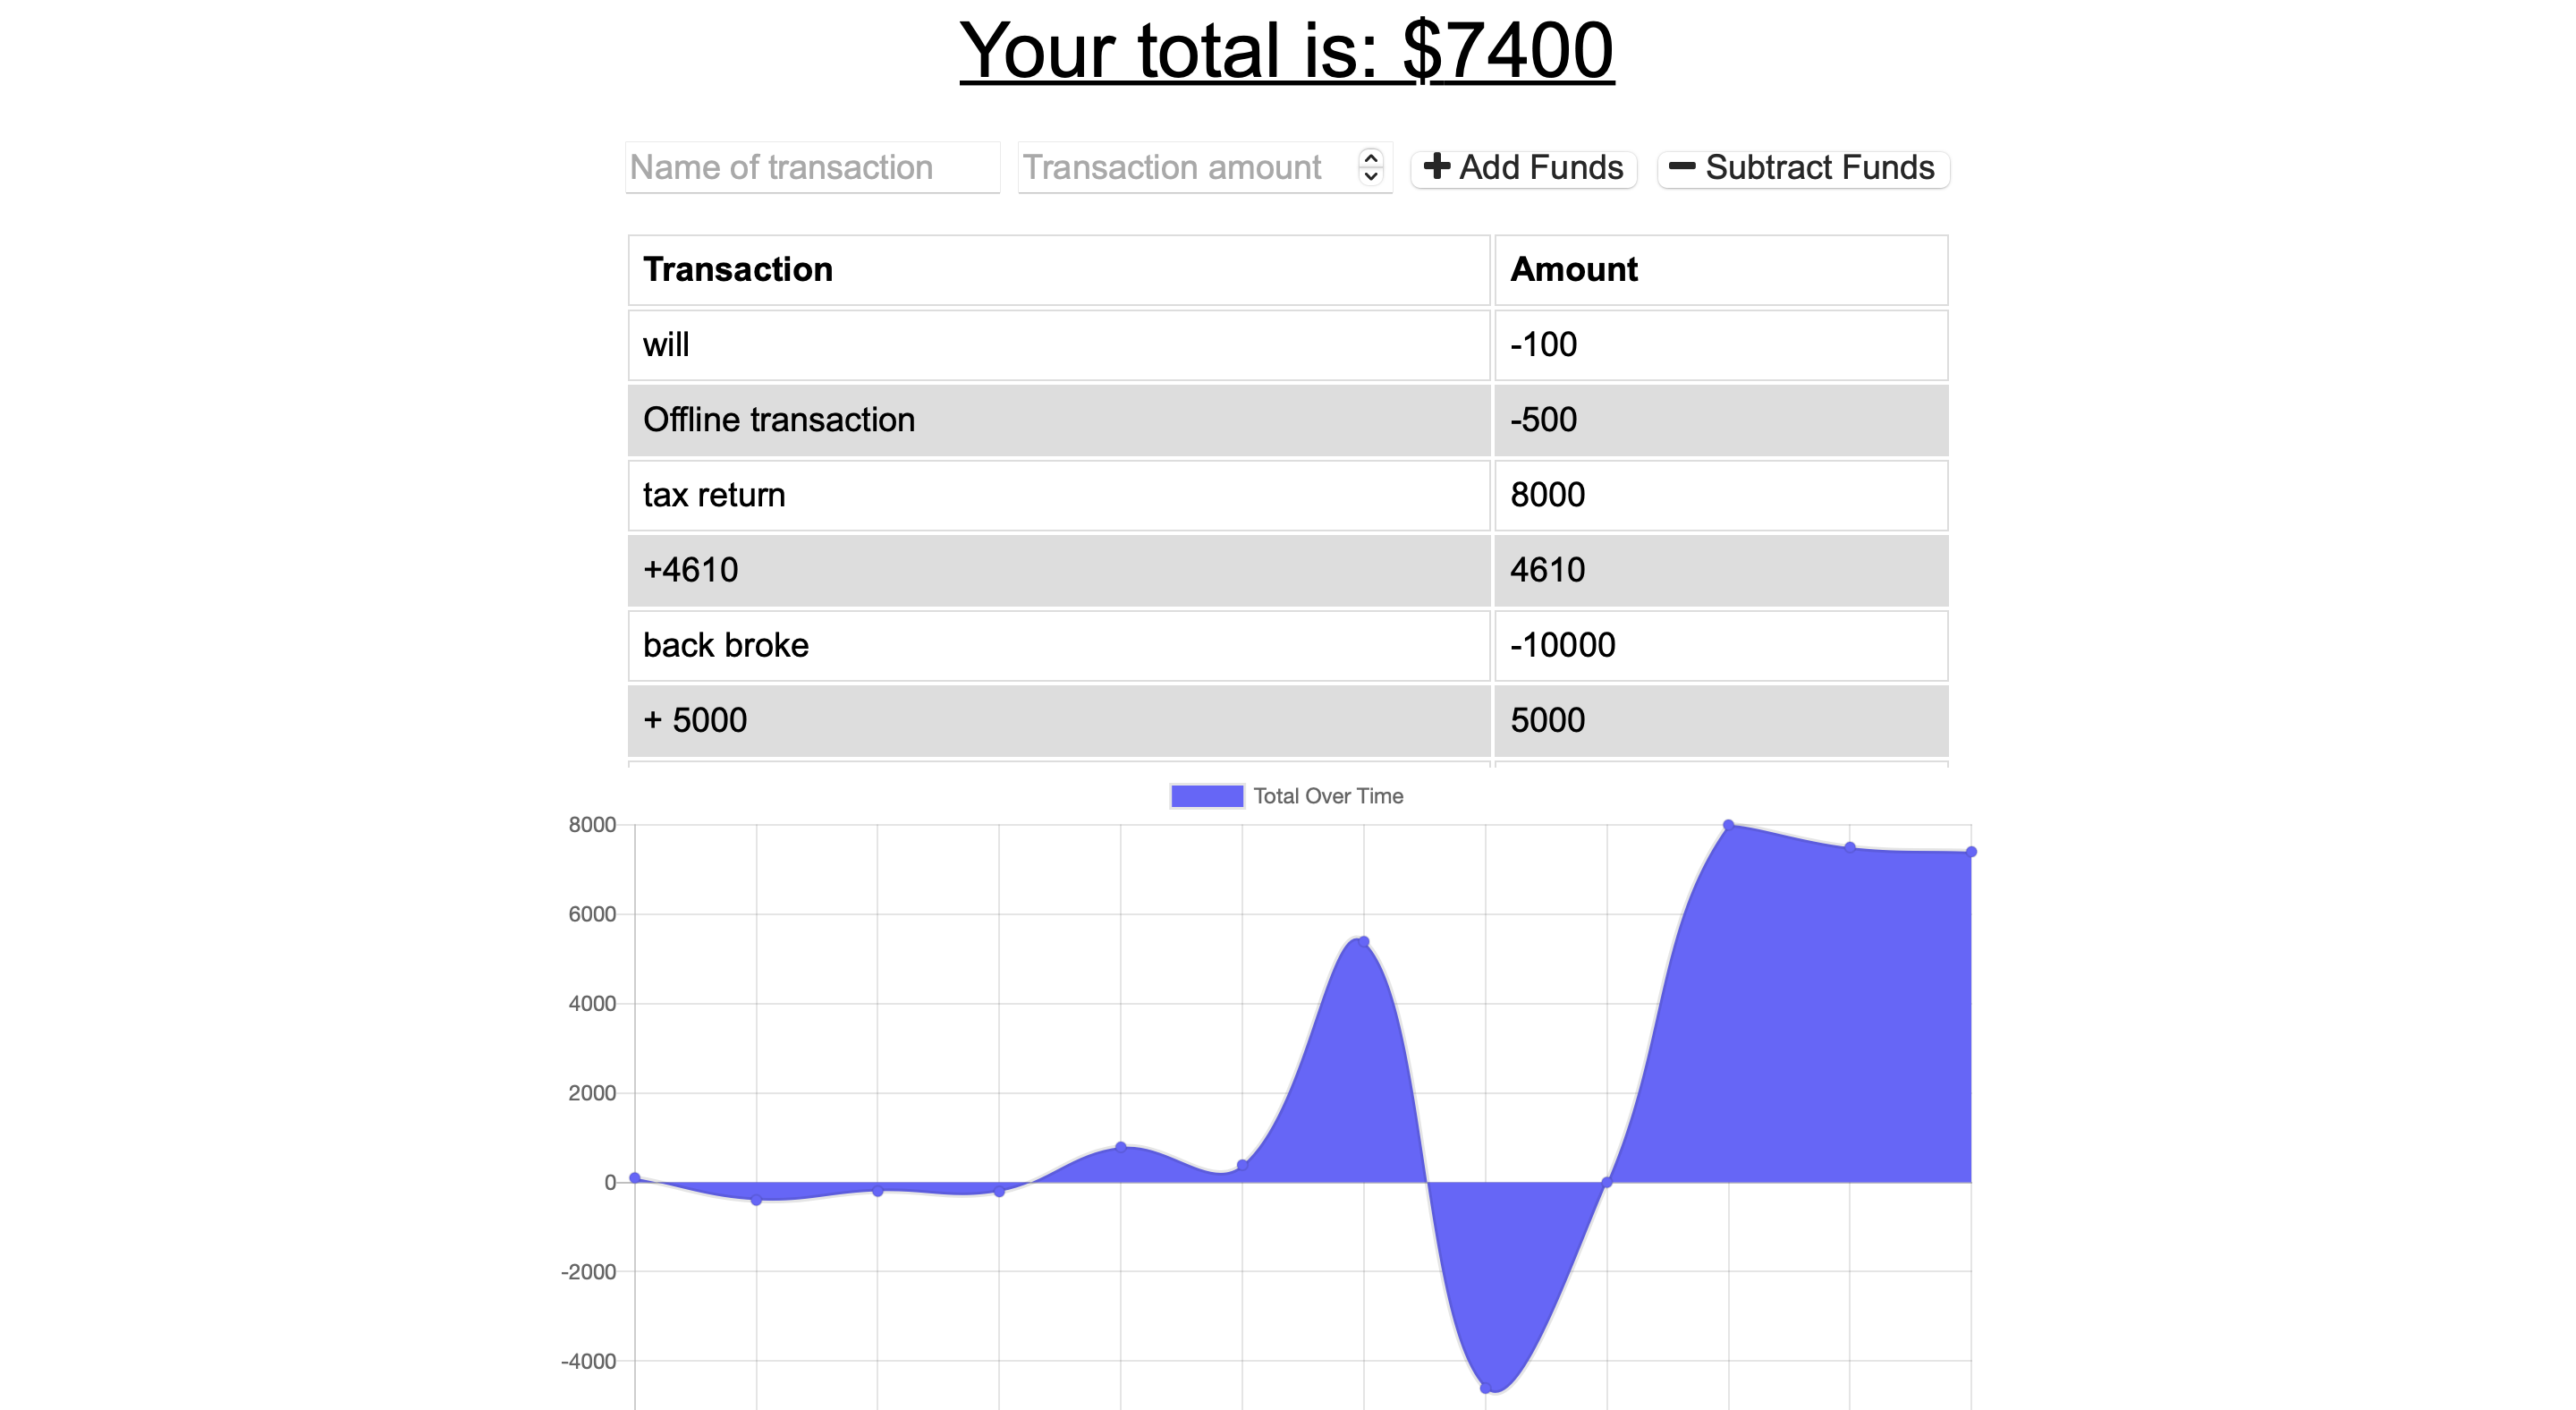 Your total is: $7400
Name of transaction Transaction amount Add Funds Subtract Funds
Transaction Amount
will -100
Offline transaction -500
tax return 8000
+4610 4610
back broke -10000
+ 5000 5000
Total Over Time
8000
6000
4000
2000
0
-2000
-4000